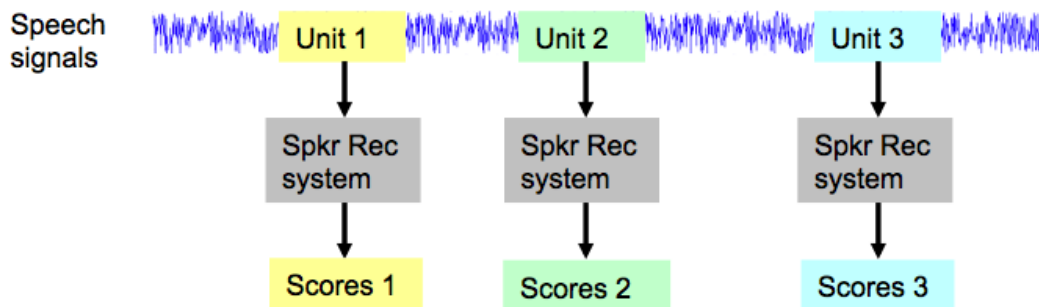 Speech
signals
Unit 1
Unit 2
Unit 3
Spkr Rec
system
Spkr Rec
system
Spkr Rec
system
Scores 1
Scores 2
Scores 3